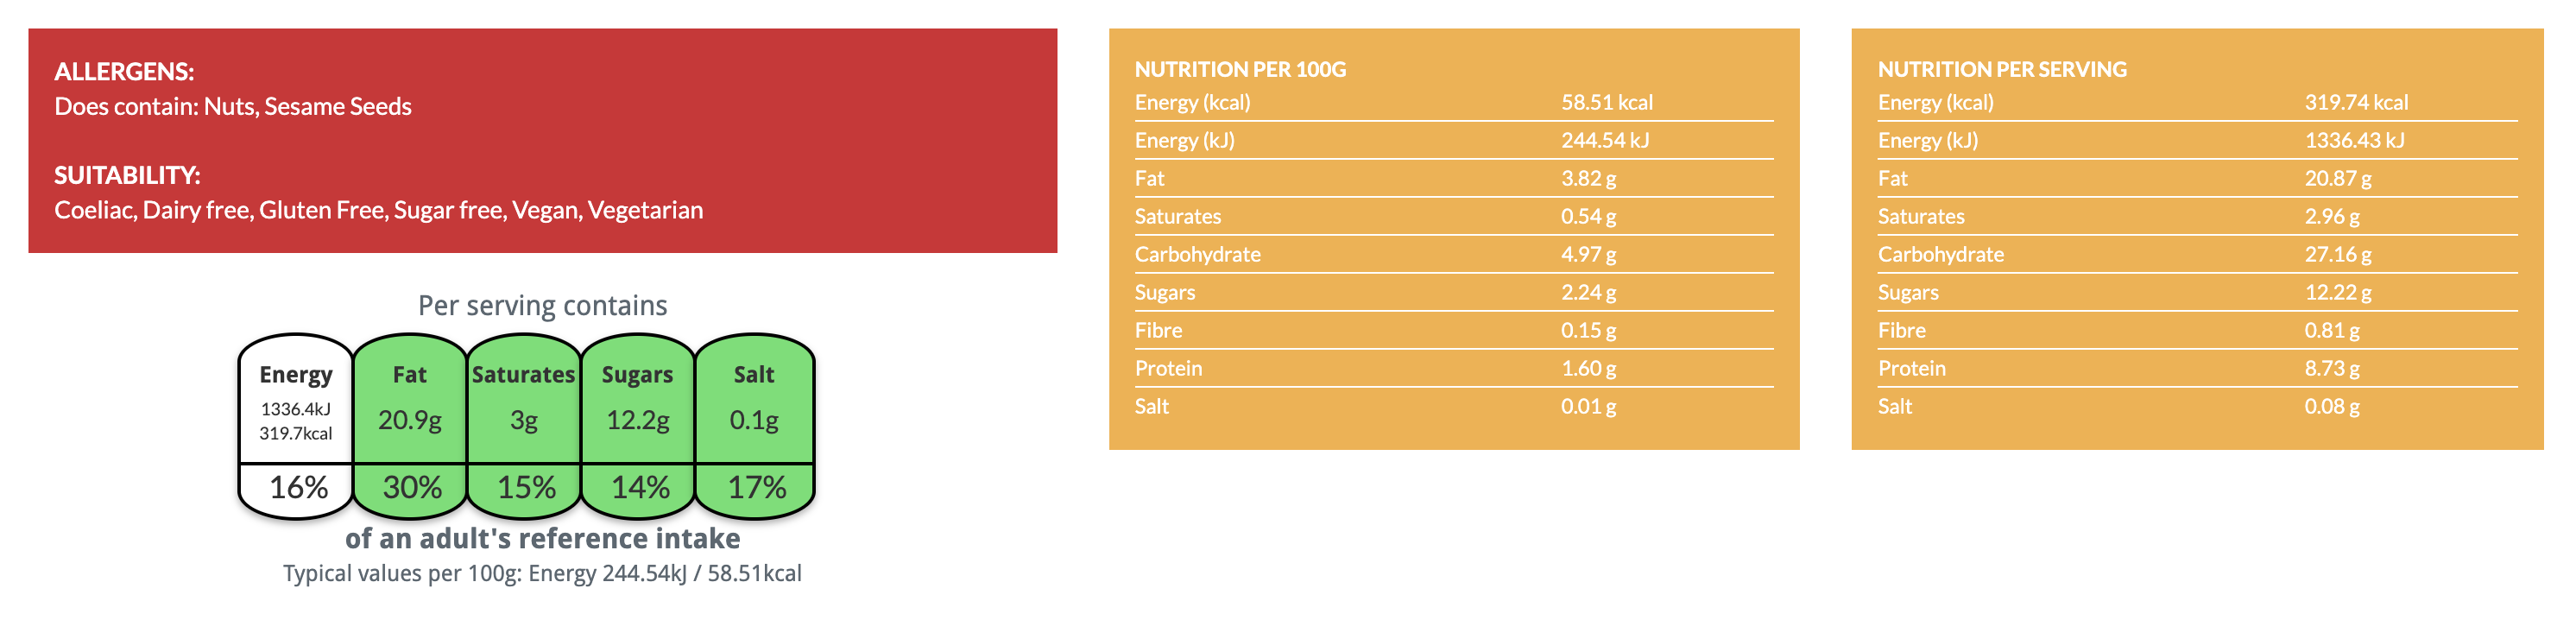 ALLERGENS:
Does contain: Nuts, Sesame Seeds
SUITABILITY:
Coeliac, Dairy free, Gluten Free, Sugar free, Vegan, Vegetarian
Per serving contains
Energy Fat Saturates Sugars Salt
1336.4kJ
319.7kcal
20.9g 3g 12.2g 0.1g
16% 30% 15% 14% 17%
of an adult's reference intake
Typical values per 100g: Energy 244.54kJ / 58.51kcal
NUTRITION PER 100G
Energy (kcal) 58.51 kcal
Energy (kJ) 244.54 kJ
Fat 3.82 g
Saturates 0.54 g
Carbohydrate 4.97 g
Sugars 2.24 g
Fibre 0.15 g
Protein 1.60 g
Salt 0.01 g
NUTRITION PER SERVING
Energy (kcal) 319.74 kcal
Energy (kJ) 1336.43 kJ
Fat 20.87 g
Saturates 2.96 g
Carbohydrate 27.16 g
Sugars 12.22 g
Fibre 0.81 g
Protein 8.73 g
Salt 0.08 g